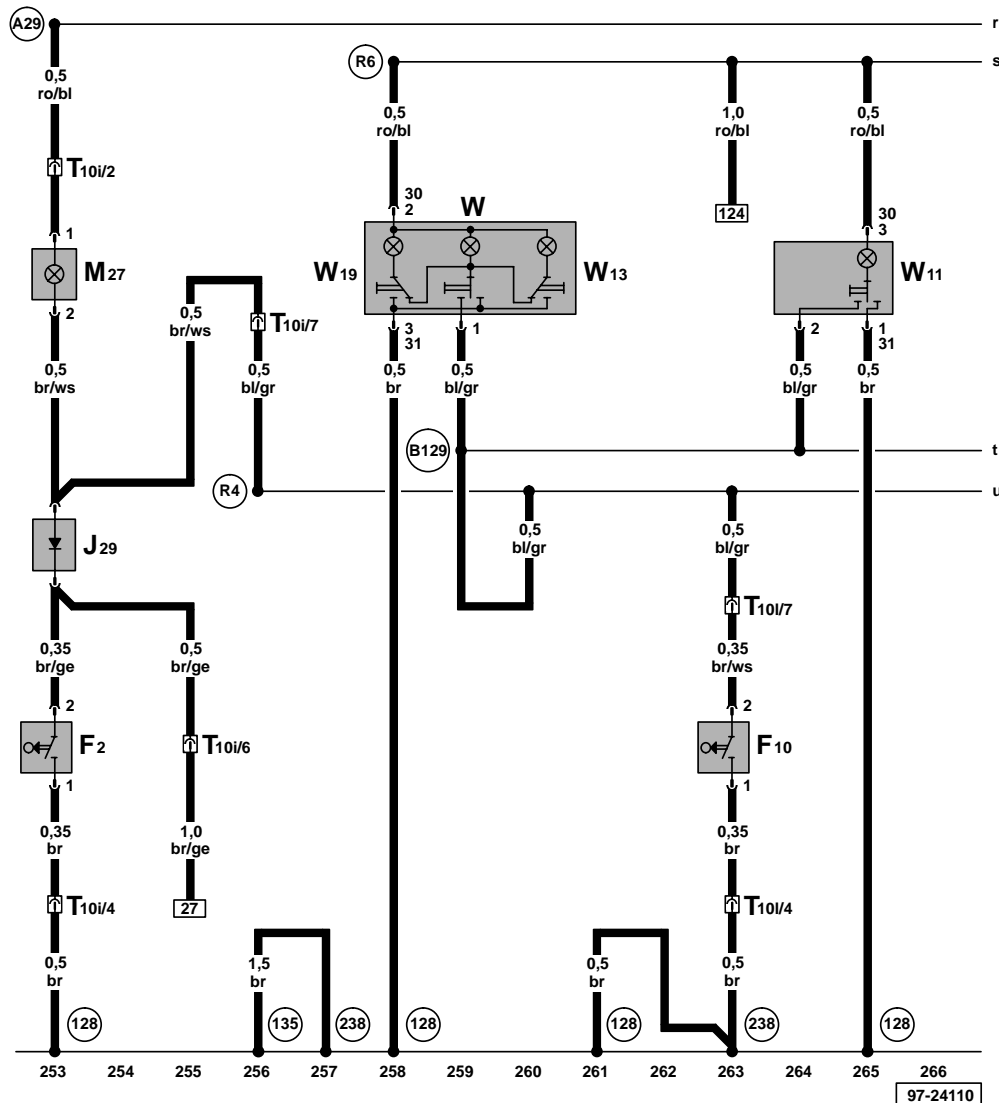 A29
r
R6
s
0,5
ro/bl
0,5
ro/bl
1,0
ro/bl
0,5
ro/bl
T10i/2
30
2
W
124
30
3
1
M27
W19
W13
W11
2
0,5
br/ws
T10i/7
3
31
1
2
1
31
0,5
br/ws
0,5
bl/gr
0,5
br
0,5
bl/gr
0,5
bl/gr
0,5
br
B129
t
R4
u
J29
0,5
bl/gr
0,5
bl/gr
T10l/7
0,35
br/ge
0,5
br/ge
0,35
br/ws
2
2
F2
T10i/6
F10
1
1
0,35
br
1,0
br/ge
0,35
br
T10i/4
27
T10l/4
0,5
br
1,5
br
0,5
br
0,5
br
128
135
238
128
128
238
128
253 254 255 256 257 258 259 260 261 262 263 264 265 266
97-24110